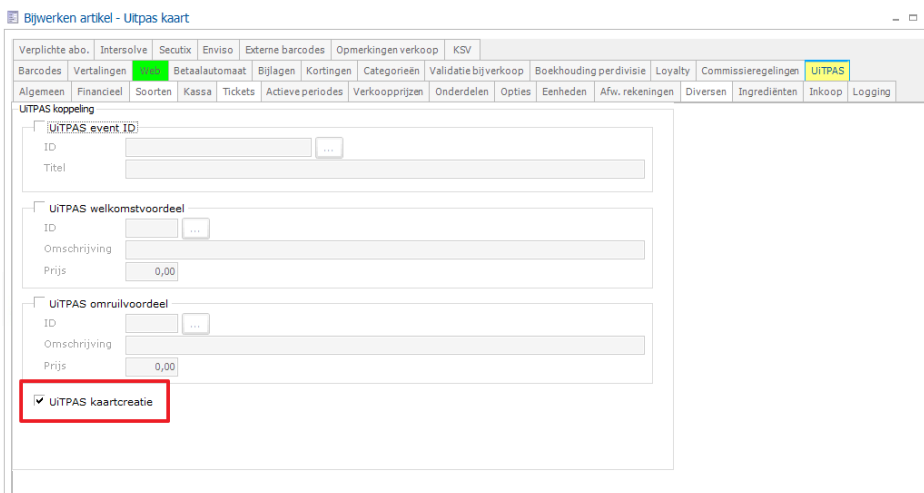 Bijwerken artikel - Uitpas kaart
Verplichte abo. Intersolve Secutix Enviso Externe barcodes Opmerkingen verkoop KSV
Barcodes Vertalingen Web Betaalautomaat Bijlagen Kortingen Categorieën Validatie bij verkoop Boekhouding per divisie Loyalty Commissieregelingen UiTPAS
Algemeen Financieel Soorten Kassa Tickets Actieve periodes Verkoopprijzen Onderdelen Opties Eenheden Afw. rekeningen Diversen Ingrediënten Inkoop Logging
UiTPAS koppeling
UiTPAS event ID
ID ...
Titel
UiTPAS welkomstvoordeel
ID ...
Omschrijving
Prijs 0,00
UiTPAS omruilvoordeel
ID ...
Omschrijving
Prijs 0,00
UiTPAS kaartcreatie